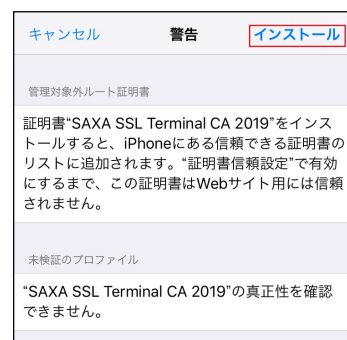 キャンセル 警告 インストール
管理対象外ルート証明書
証明書“SAXA SSL Terminal CA 2019”をインス
トールすると、iPhoneにある信頼できる証明書の
リストに追加されます。“証明書信頼設定”で有効
にするまで、この証明書はWebサイト用には信頼
されません。
未検証のプロファイル
“SAXA SSL Terminal CA 2019”の真正性を確認
できません。